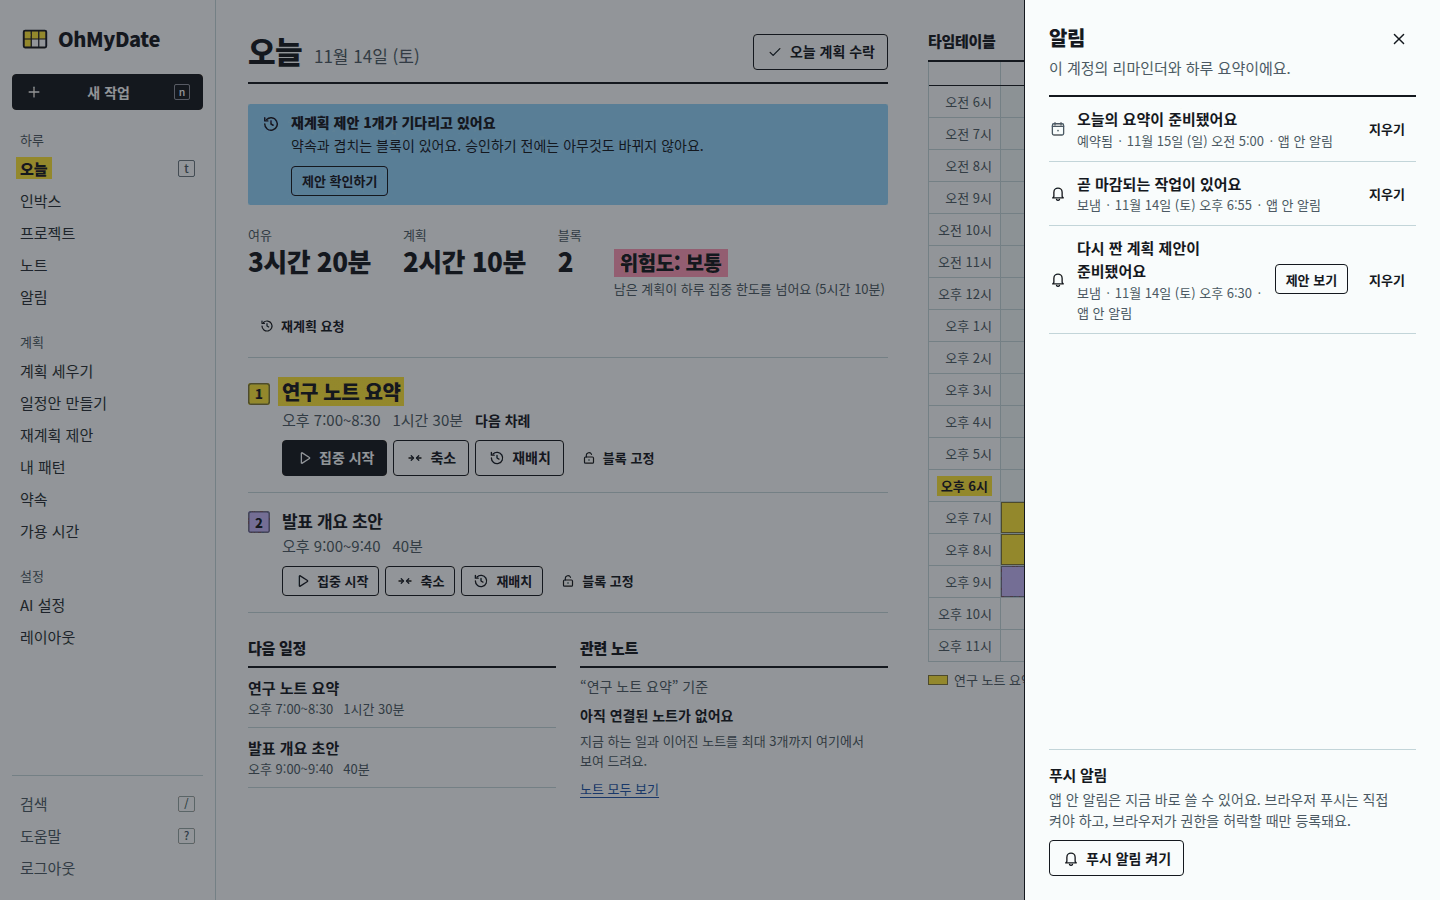 OhMyDate
새 작업
n
하루
오늘
t
인박스
프로젝트
노트
알림
계획
계획 세우기
일정안 만들기
재계획 제안
내 패턴
약속
가용 시간
설정
AI 설정
레이아웃
검색
/
도움말
?
로그아웃
오늘 11월 14일 (토)
오늘 계획 수락
재계획 제안 1개가 기다리고 있어요
약속과 겹치는 블록이 있어요. 승인하기 전에는 아무것도 바뀌지 않아요.
제안 확인하기
여유
3시간 20분
계획
2시간 10분
블록
2
위험도: 보통
남은 계획이 하루 집중 한도를 넘어요 (5시간 10분)
재계획 요청
1 연구 노트 요약
오후 7:00~8:30 1시간 30분 다음 차례
집중 시작 축소 재배치 블록 고정
2 발표 개요 초안
오후 9:00~9:40 40분
집중 시작 축소 재배치 블록 고정
다음 일정
연구 노트 요약
오후 7:00~8:30 1시간 30분
발표 개요 초안
오후 9:00~9:40 40분
관련 노트
“연구 노트 요약” 기준
아직 연결된 노트가 없어요
지금 하는 일과 이어진 노트를 최대 3개까지 여기에서
보여 드려요.
노트 모두 보기
타임테이블
오전 6시
오전 7시
오전 8시
오전 9시
오전 10시
오전 11시
오후 12시
오후 1시
오후 2시
오후 3시
오후 4시
오후 5시
오후 6시
오후 7시
오후 8시
오후 9시
오후 10시
오후 11시
연구 노트
알림
이 계정의 리마인더와 하루 요약이에요.
오늘의 요약이 준비됐어요
예약됨 · 11월 15일 (일) 오전 5:00 · 앱 안 알림
지우기
곧 마감되는 작업이 있어요
보냄 · 11월 14일 (토) 오후 6:55 · 앱 안 알림
지우기
다시 짠 계획 제안이
준비됐어요
보냄 · 11월 14일 (토) 오후 6:30 ·
앱 안 알림
제안 보기
지우기
푸시 알림
앱 안 알림은 지금 바로 쓸 수 있어요. 브라우저 푸시는 직접
켜야 하고, 브라우저가 권한을 허락할 때만 등록돼요.
푸시 알림 켜기